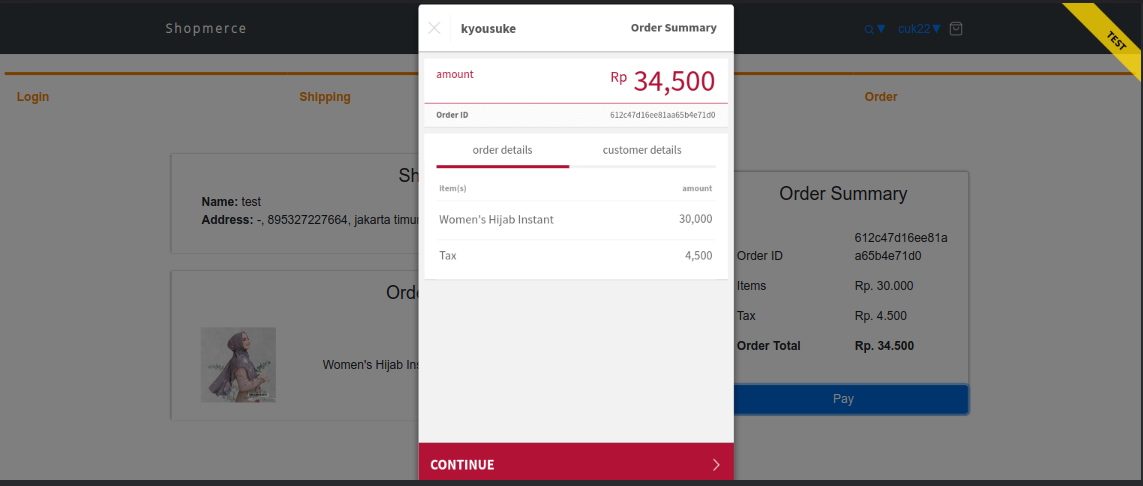 Shopmerce
cuk22
TEST
Login
Shipping
Order
kyousuke
Order Summary
amount
Rp 34,500
Order ID
612c47d16ee81aa65b4e71d0
order details
customer details
item(s)
amount
Women's Hijab Instant
30,000
Tax
4,500
CONTINUE
Sh
Name: test
Address: -, 895327227664, jakarta timu
Orde
Women's Hijab Ins
Order Summary
Order ID
612c47d16ee81a
a65b4e71d0
Items
Rp. 30.000
Tax
Rp. 4.500
Order Total
Rp. 34.500
Pay